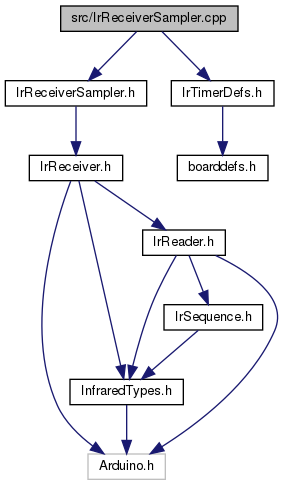 src/IrReceiverSampler.cpp
IrReceiverSampler.h
IrTimerDefs.h
IrReceiver.h
boarddefs.h
IrReader.h
IrSequence.h
InfraredTypes.h
Arduino.h